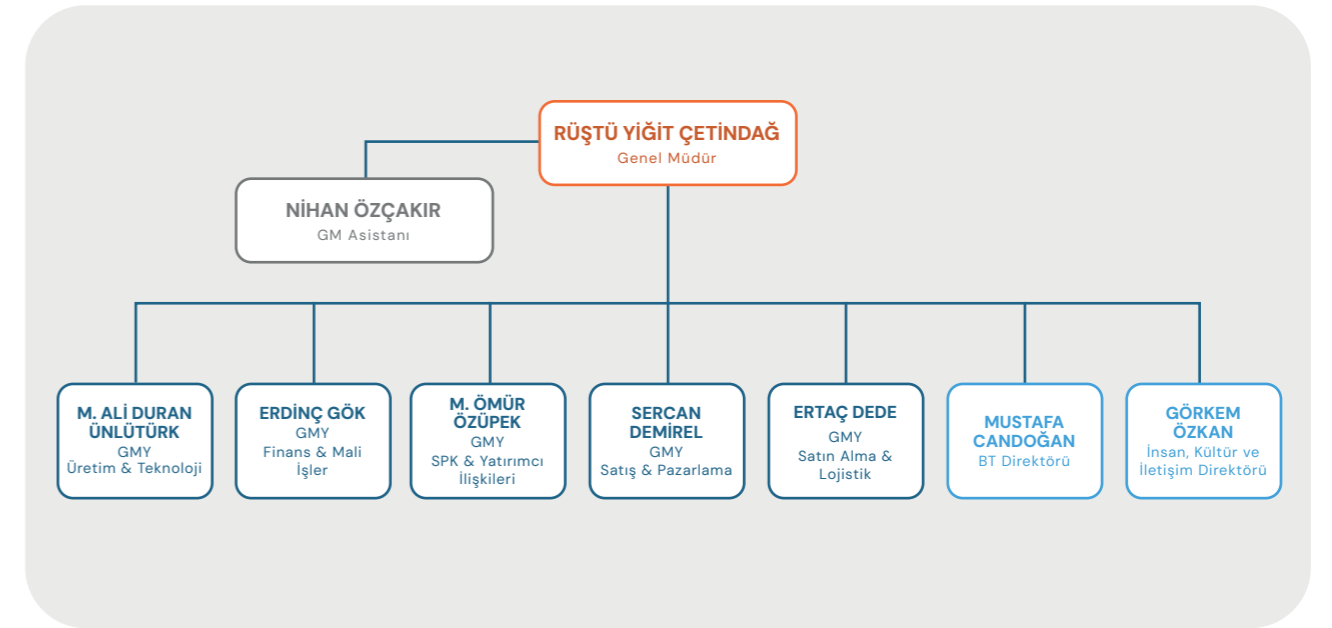 RÜŞTÜ YİĞİT ÇETİNDAĞ
Genel Müdür
NİHAN ÖZÇAKIR
GM Asistanı
M. ALİ DURAN
ÜNLÜTÜRK
GMY
Üretim & Teknoloji
ERDİNÇ GÖK
GMY
Finans & Mali
İşler
M. ÖMÜR
ÖZÜPEK
GMY
SPK & Yatırımcı
İlişkileri
SERCAN
DEMİREL
GMY
Satış & Pazarlama
ERTAÇ DEDE
GMY
Satın Alma &
Lojistik
MUSTAFA
CANDOĞAN
BT Direktörü
GÖRKEM
ÖZKAN
İnsan, Kültür ve
İletişim Direktörü